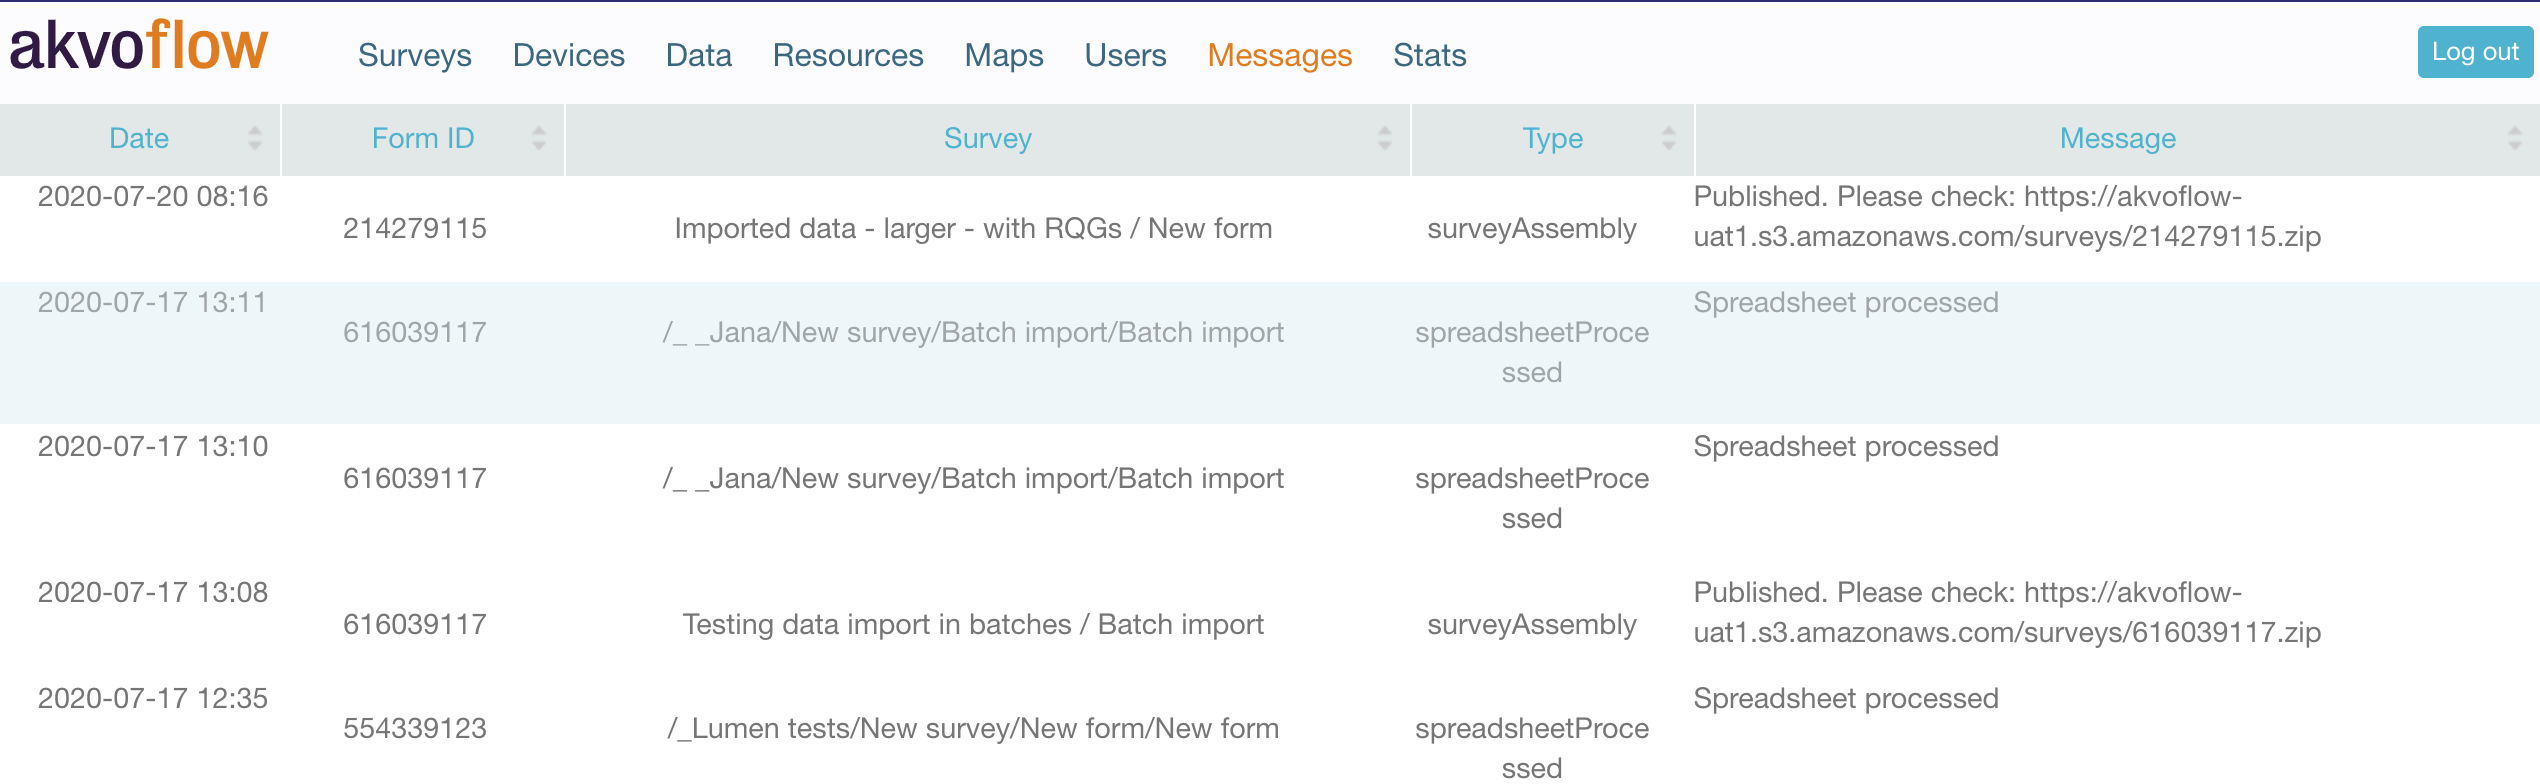 akvoflow
Surveys Devices Data Resources Maps Users Messages Stats
Log out
Date Form ID Survey Type Message
2020-07-20 08:16
214279115
Imported data - larger - with RQGs / New form
surveyAssembly
Published. Please check: https://akvoflow-
uat1.s3.amazonaws.com/surveys/214279115.zip
2020-07-17 13:11
616039117
/_ _Jana/New survey/Batch import/Batch import
spreadsheetProce
ssed
Spreadsheet processed
2020-07-17 13:10
616039117
/_ _Jana/New survey/Batch import/Batch import
spreadsheetProce
ssed
Spreadsheet processed
2020-07-17 13:08
616039117
Testing data import in batches / Batch import
surveyAssembly
Published. Please check: https://akvoflow-
uat1.s3.amazonaws.com/surveys/616039117.zip
2020-07-17 12:35
554339123
/_Lumen tests/New survey/New form/New form
spreadsheetProce
ssed
Spreadsheet processed